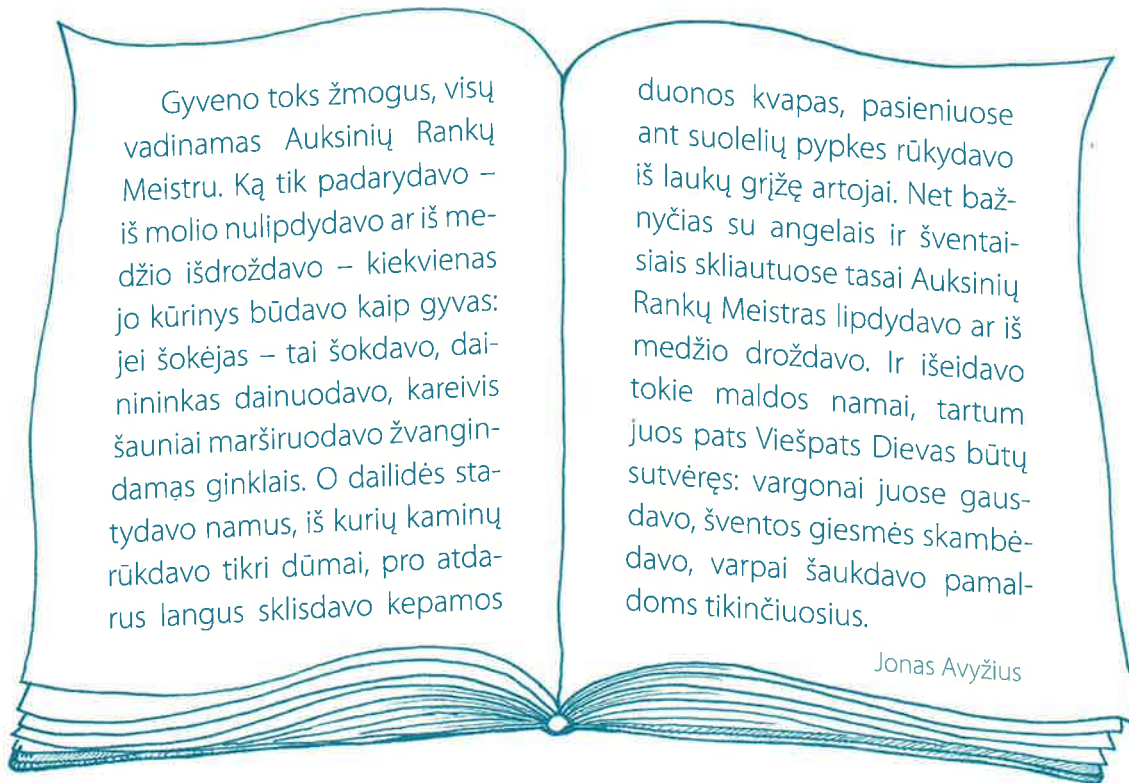 Gyveno toks žmogus, visų
vadinamas Auksinių Rankų
Meistru. Ką tik padarydavo –
iš molio nulipdydavo ar iš me-
džio išdroždavo – kiekvienas
jo kūrinys būdavo kaip gyvas:
jei šokėjas – tai šokdavo, dai-
nininkas dainuodavo, kareivis
šauniai marširuodavo žvangin-
damas ginklais. O dailidės sta-
tydavo namus, iš kurių kaminų
rūkdavo tikri dūmai, pro atda-
rus langus sklisdavo kepamos
duonos kvapas, pasieniuose
ant suolelių pypkes rūkydavo
iš laukų grįžę artojai. Net baž-
nyčias su angelais ir šventai-
siais skliautuose tasai Auksinių
Rankų Meistras lipdydavo ar iš
medžio droždavo. Ir išeidavo
tokie maldos namai, tartum
juos pats Viešpats Dievas būtų
sutvėręs: vargonai juose gaus-
davo, šventos giesmės skambė-
davo, varpai šaukdavo pamal-
doms tikinčiuosius.
Jonas Avyžius